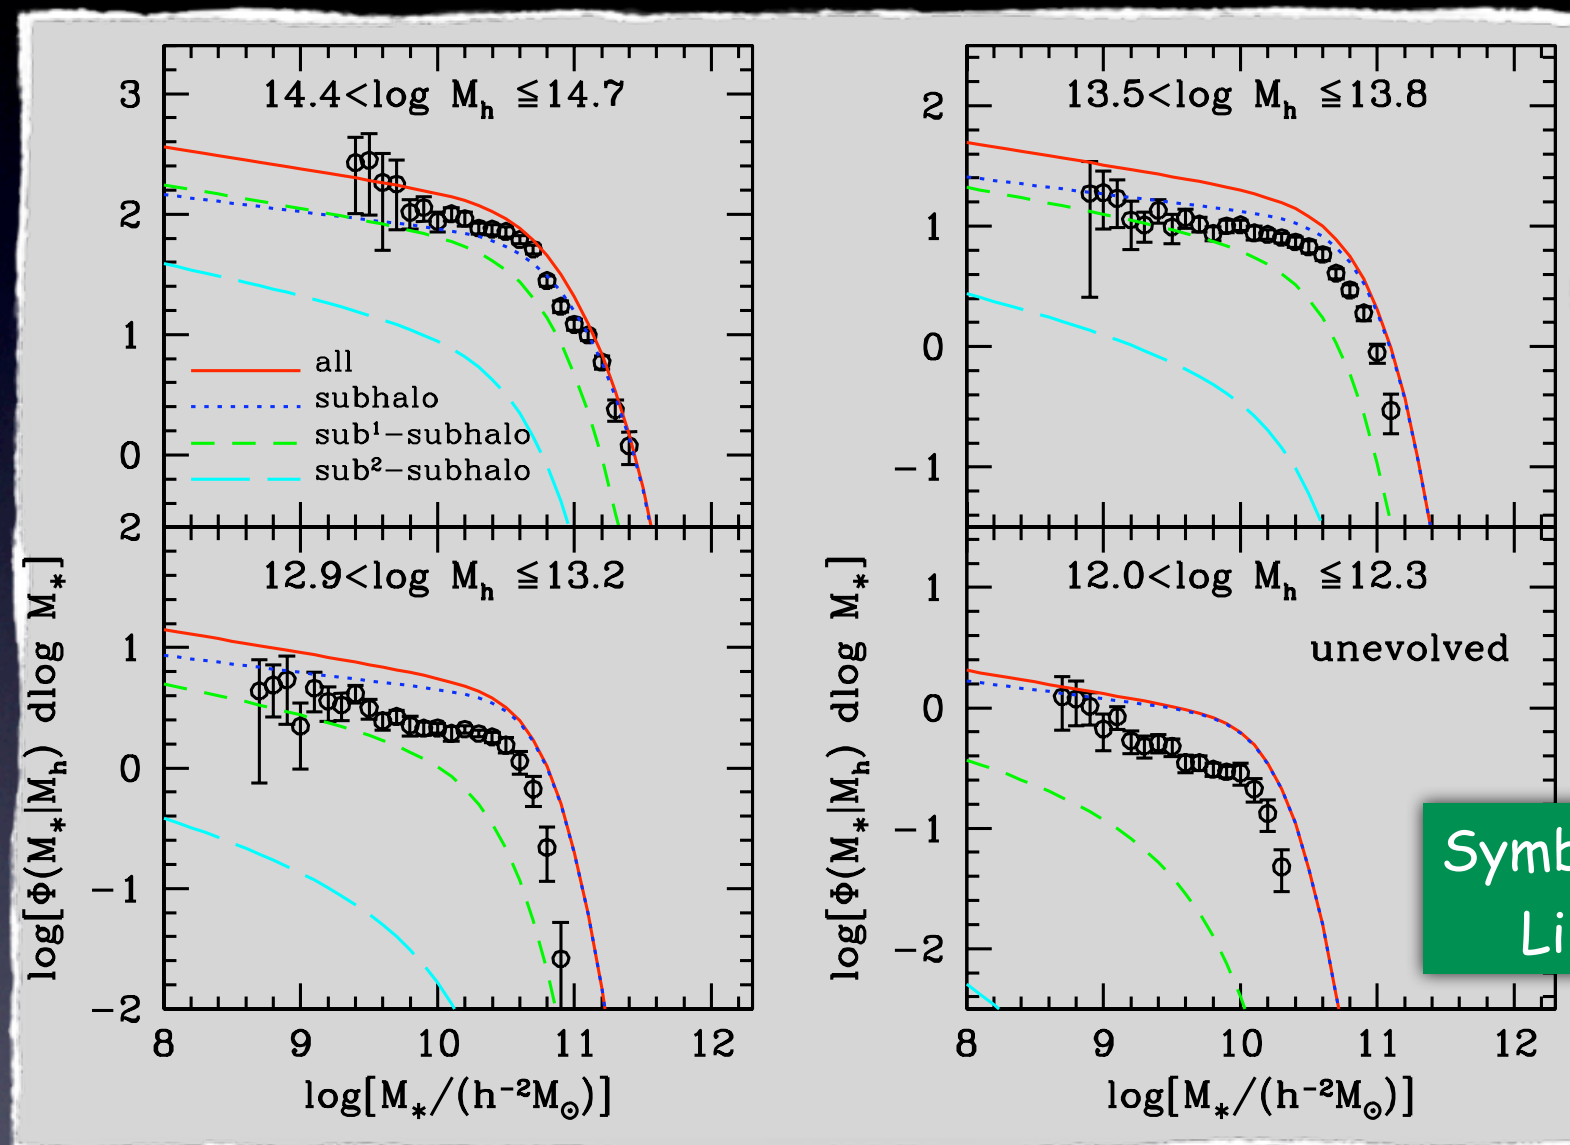 14.4<log M_h ≦14.7
3
2
1
0
all
subhalo
sub¹-subhalo
sub²-subhalo
13.5<log M_h ≦13.8
2
1
0
-1
12.9<log M_h ≦13.2
2
1
0
-1
-2
log[Φ(M_*|M_h) dlog M_*]
8 9 10 11 12
log[M_*/(h⁻²M_⊙)]
12.0<log M_h ≦12.3
unevolved
1
0
-1
-2
log[Φ(M_*|M_h) dlog M_*]
8 9 10 11 12
log[M_*/(h⁻²M_⊙)]